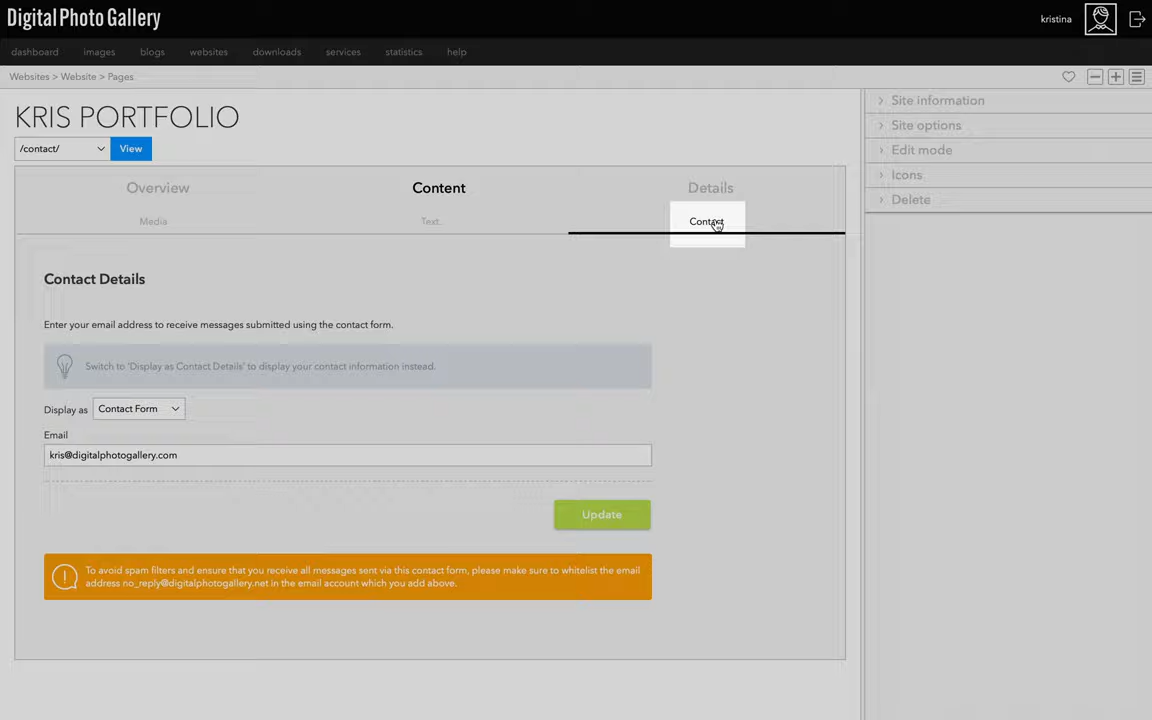 Digital Photo Gallery
kristina
dashboard images blogs websites downloads services statistics help
Websites > Website > Pages
KRIS PORTFOLIO
/contact/ View
Overview Content Details
Media Text Contact
Contact Details
Enter your email address to receive messages submitted using the contact form.
Switch to 'Display as Contact Details' to display your contact information instead.
Display as Contact Form
Email
kris@digitalphotogallery.com
Update
To avoid spam filters and ensure that you receive all messages sent via this contact form, please make sure to whitelist the email
address no_reply@digitalphotogallery.net in the email account which you add above.
Site information
Site options
Edit mode
Icons
Delete